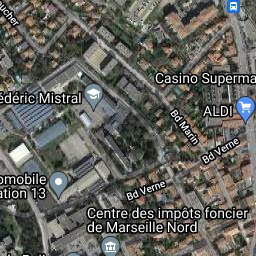 ucher
Casino Superma
édéric Mistral
ALDI
Bd Marin
Bd Verne
omobile
ation 13
Bd Verne
Centre des impôts foncier
de Marseille Nord